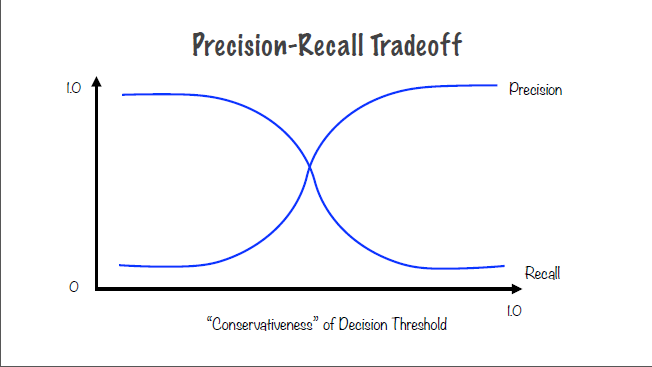 Precision-Recall Tradeoff
1.0
Precision
Recall
0
1.0
“Conservativeness” of Decision Threshold